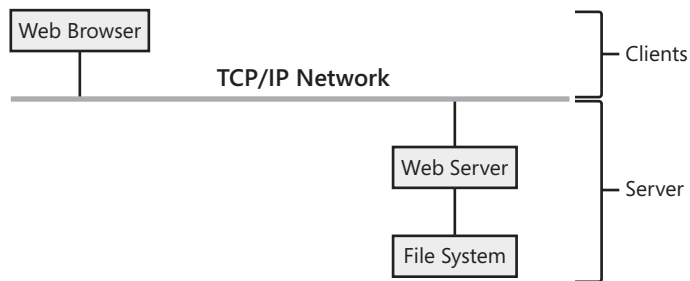 Web Browser
Clients
TCP/IP Network
Web Server
Server
File System